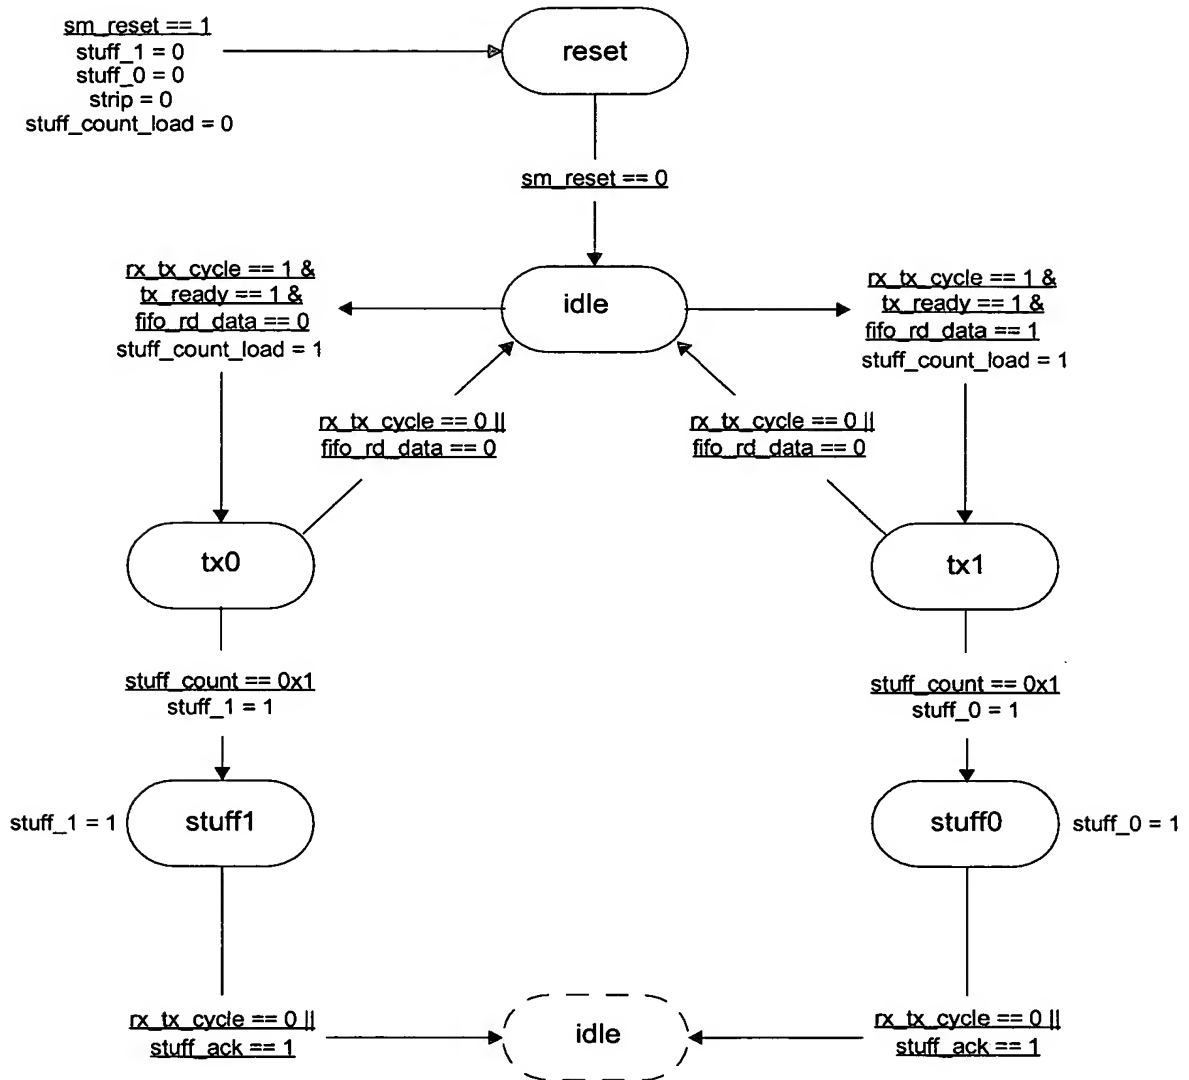 sm_reset == 1
stuff_1 = 0
stuff_0 = 0
strip = 0
stuff_count_load = 0
reset
sm_reset == 0
rx_tx_cycle == 1 &
tx_ready == 1 &
fifo_rd_data == 0
stuff_count_load = 1
idle
rx_tx_cycle == 1 &
tx_ready == 1 &
fifo_rd_data == 1
stuff_count_load = 1
rx_tx_cycle == 0 ||
fifo_rd_data == 0
rx_tx_cycle == 0 ||
fifo_rd_data == 0
tx0
tx1
stuff_count == 0x1
stuff_1 = 1
stuff_count == 0x1
stuff_0 = 1
stuff_1 = 1
stuff1
stuff0
stuff_0 = 1
rx_tx_cycle == 0 ||
stuff_ack == 1
idle
rx_tx_cycle == 0 ||
stuff_ack == 1